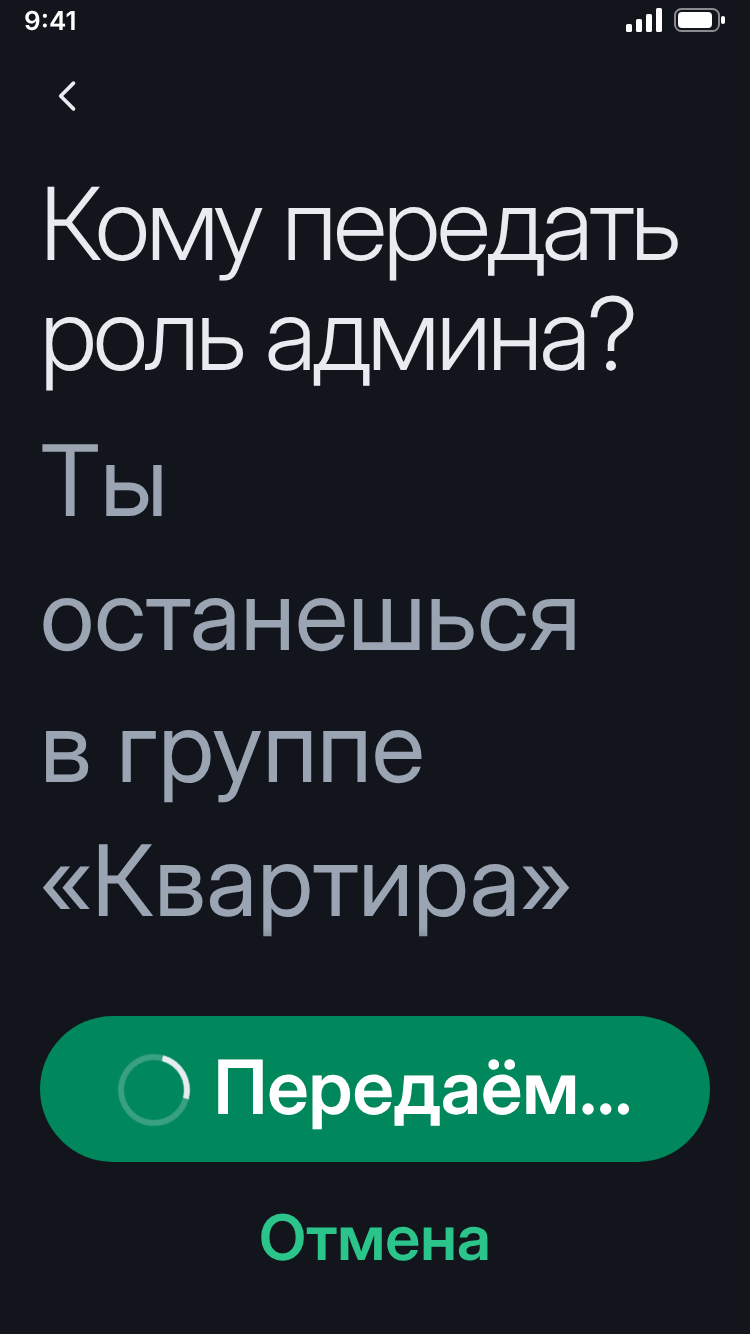 9:41
Кому передать
роль админа?
Ты
останешься
в группе
«Квартира»
Передаём...
Отмена